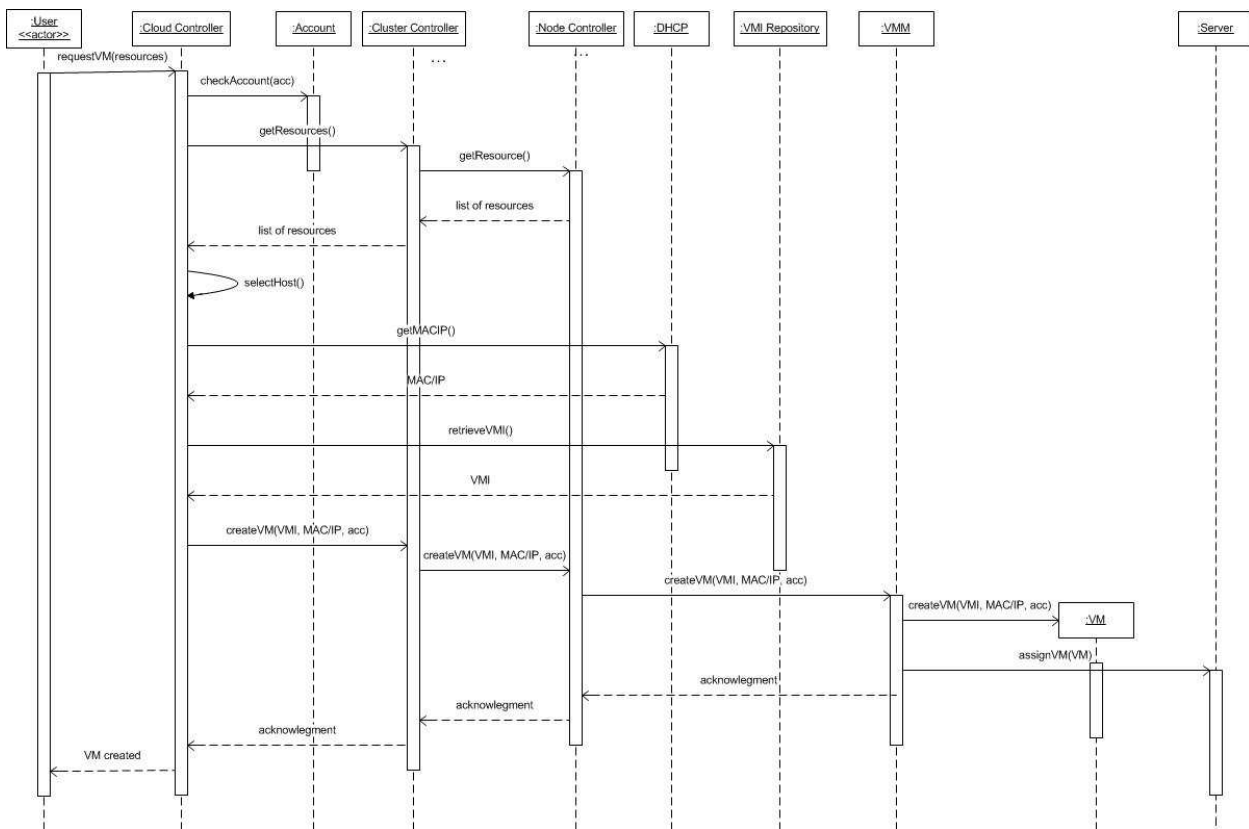 :User
<<actor>>
:Cloud Controller
:Account
:Cluster Controller
:Node Controller
:DHCP
:VMI Repository
:VMM
:Server
...
...
requestVM(resources)
checkAccount(acc)
getResources()
getResource()
list of resources
list of resources
selectHost()
getMACIP()
MAC/IP
retrieveVMI()
VMI
createVM(VMI, MAC/IP, acc)
createVM(VMI, MAC/IP, acc)
createVM(VMI, MAC/IP, acc)
createVM(VMI, MAC/IP, acc)
:VM
assignVM(VM)
acknowlegment
acknowlegment
acknowlegment
VM created